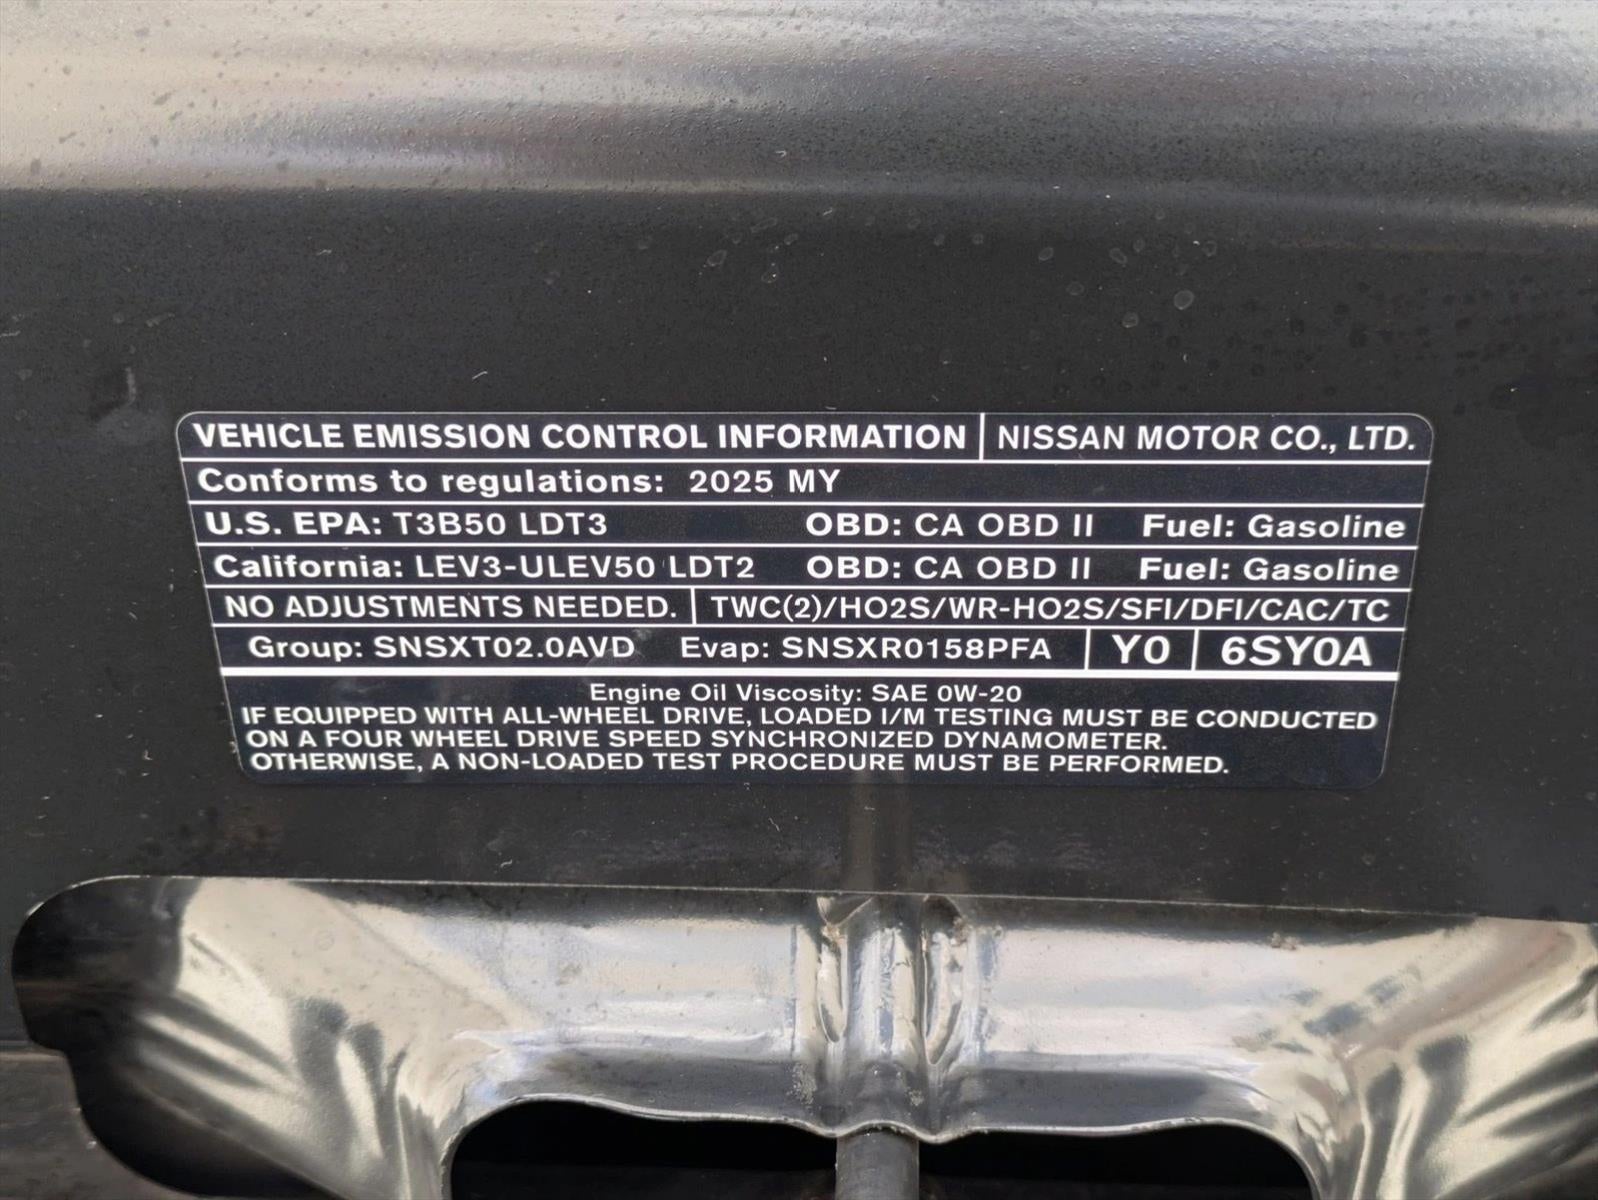 VEHICLE EMISSION CONTROL INFORMATION NISSAN MOTOR CO., LTD.
Conforms to regulations: 2025 MY
U.S. EPA: T3B50 LDT3 OBD: CA OBD II Fuel: Gasoline
California: LEV3-ULEV50 LDT2 OBD: CA OBD II Fuel: Gasoline
NO ADJUSTMENTS NEEDED. TWC(2)/HO2S/WR-HO2S/SFI/DFI/CAC/TC
Group: SNSXT02.0AVD Evap: SNSXR0158PFA Y0 6SY0A
Engine Oil Viscosity: SAE 0W-20
IF EQUIPPED WITH ALL-WHEEL DRIVE, LOADED I/M TESTING MUST BE CONDUCTED
ON A FOUR WHEEL DRIVE SPEED SYNCHRONIZED DYNAMOMETER.
OTHERWISE, A NON-LOADED TEST PROCEDURE MUST BE PERFORMED.